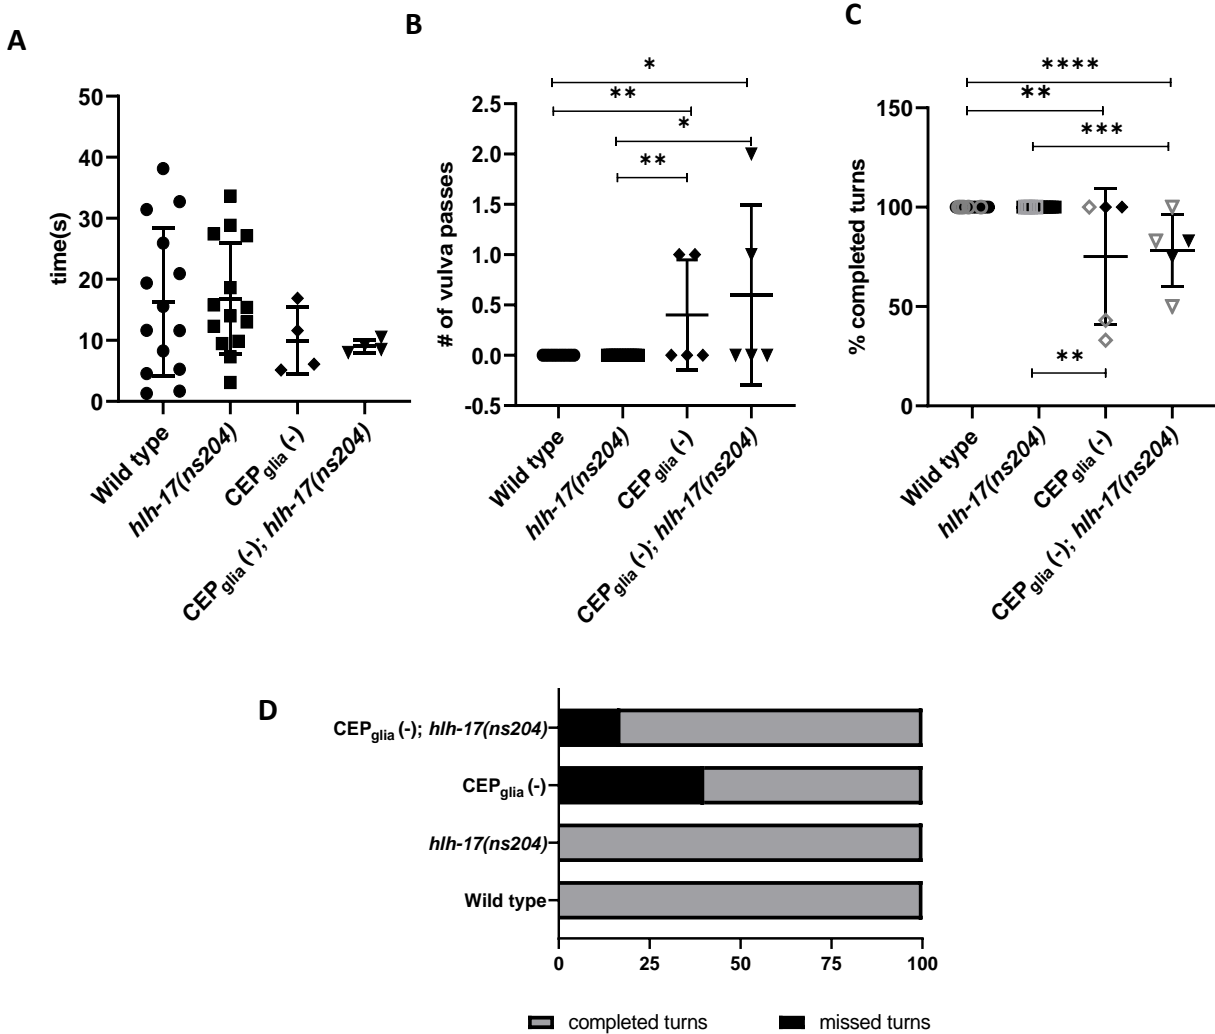 A
50
40
30
20
10
0
time(s)
Wild type
hlh-17(ns204)
CEPglia (-)
CEPglia (-); hlh-17(ns204)
B
*
**
*
**
2.5
2.0
1.5
1.0
0.5
0.0
-0.5
# of vulva passes
Wild type
hlh-17(ns204)
CEPglia (-)
CEPglia (-); hlh-17(ns204)
C
****
**
***
**
150
100
50
0
% completed turns
Wild type
hlh-17(ns204)
CEPglia (-)
CEPglia (-); hlh-17(ns204)
D
CEPglia (-); hlh-17(ns204)
CEPglia (-)
hlh-17(ns204)
Wild type
0 25 50 75 100
completed turns missed turns